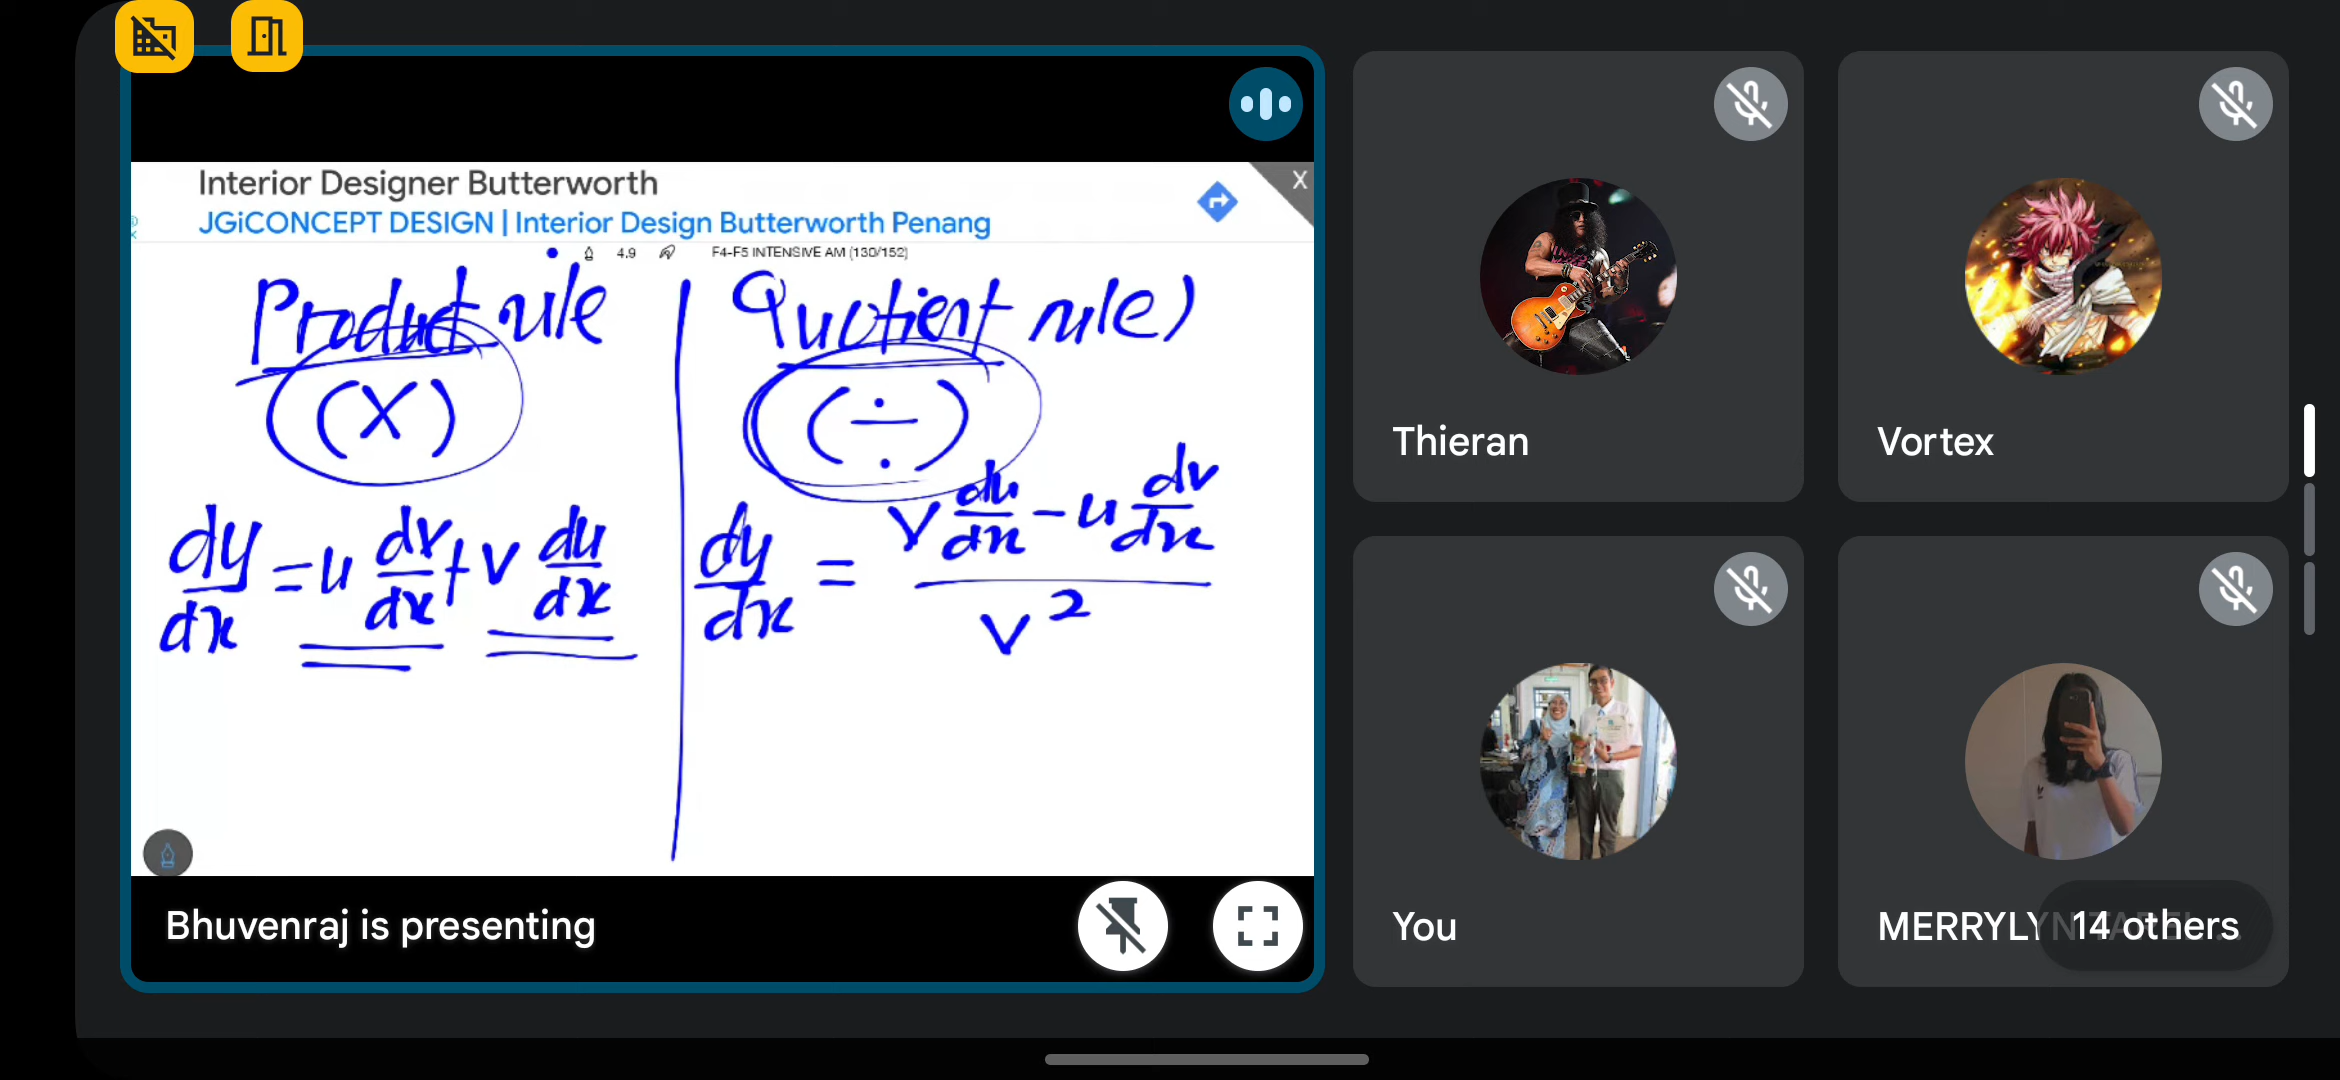 Interior Designer Butterworth
X
JGiCONCEPT DESIGN | Interior Design Butterworth Penang
4.9 F4-F5 INTENSIVE AM (130/152)
Product rule
(×)
dy/dx = u dv/dx + v du/dx
Quotient rule)
(÷)
dy/dx = v du/dx - u dv/dx
v²
Bhuvenraj is presenting
Thieran
Vortex
You
MERRYLYN
14 others